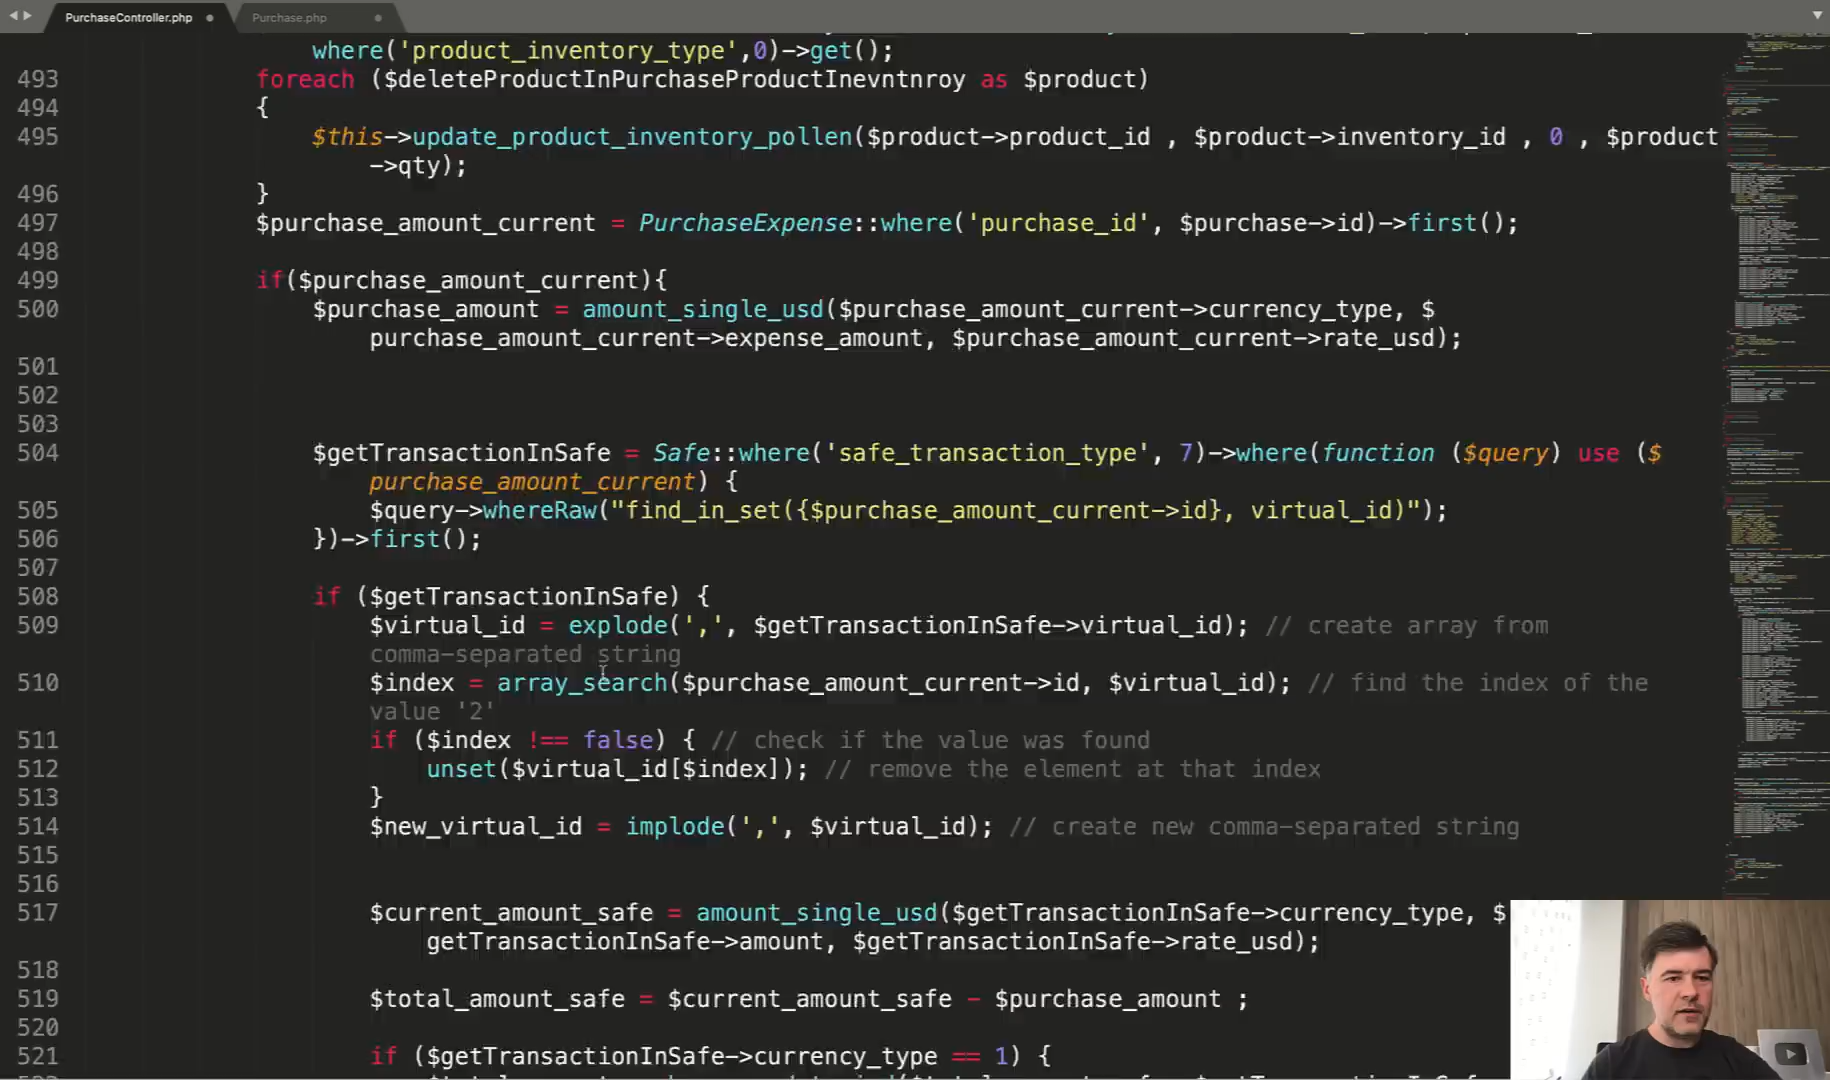 PurchaseController.php
Purchase.php
where('product_inventory_type',0)->get();
493 foreach ($deleteProductInPurchaseProductInevntnroy as $product)
494 {
495 $this->update_product_inventory_pollen($product->product_id , $product->inventory_id , 0 , $product
->qty);
496 }
497 $purchase_amount_current = PurchaseExpense::where('purchase_id', $purchase->id)->first();
498
499 if($purchase_amount_current){
500 $purchase_amount = amount_single_usd($purchase_amount_current->currency_type, $
purchase_amount_current->expense_amount, $purchase_amount_current->rate_usd);
501
502
503
504 $getTransactionInSafe = Safe::where('safe_transaction_type', 7)->where(function ($query) use ($
purchase_amount_current) {
505 $query->whereRaw("find_in_set({$purchase_amount_current->id}, virtual_id)");
506 })->first();
507
508 if ($getTransactionInSafe) {
509 $virtual_id = explode(',', $getTransactionInSafe->virtual_id); // create array from
comma-separated string
510 $index = array_search($purchase_amount_current->id, $virtual_id); // find the index of the
value '2'
511 if ($index !== false) { // check if the value was found
512 unset($virtual_id[$index]); // remove the element at that index
513 }
514 $new_virtual_id = implode(',', $virtual_id); // create new comma-separated string
515
516
517 $current_amount_safe = amount_single_usd($getTransactionInSafe->currency_type, $
getTransactionInSafe->amount, $getTransactionInSafe->rate_usd);
518
519 $total_amount_safe = $current_amount_safe - $purchase_amount ;
520
521 if ($getTransactionInSafe->currency_type == 1) {